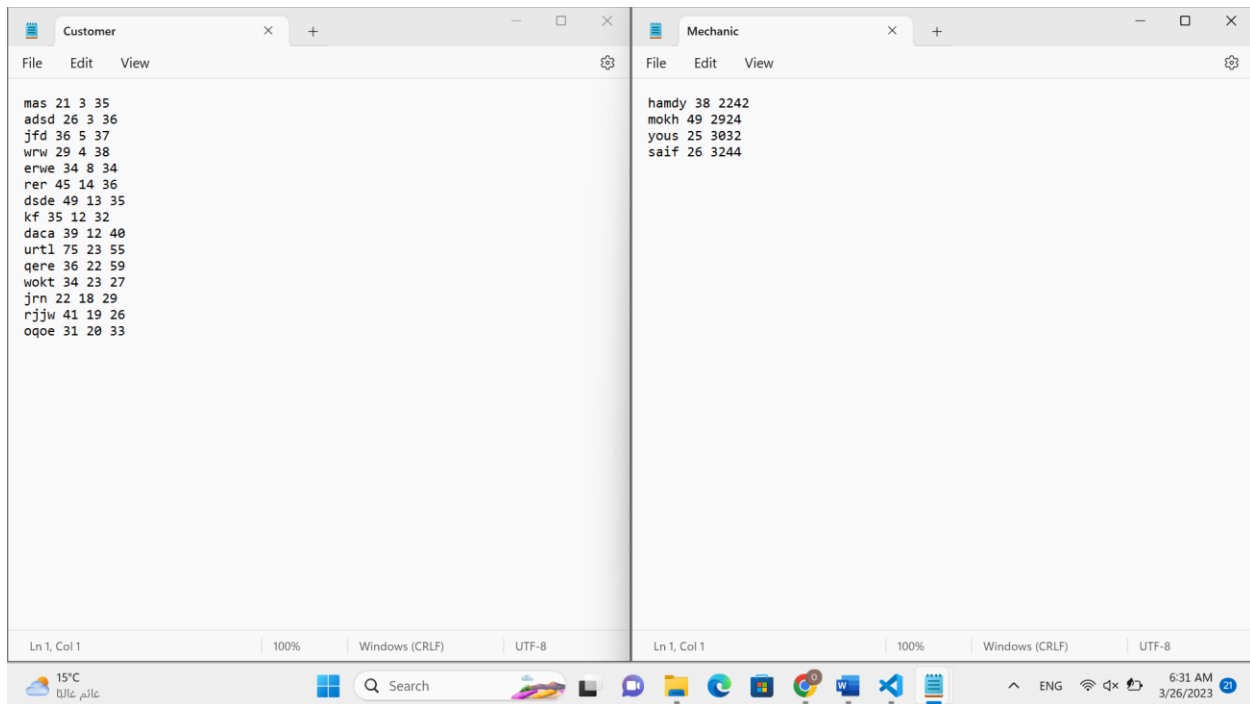 Customer
File Edit View
mas 21 3 35
adsd 26 3 36
jfd 36 5 37
wrw 29 4 38
erwe 34 8 34
rer 45 14 36
dsde 49 13 35
kf 35 12 32
daca 39 12 40
urtl 75 23 55
qere 36 22 59
wokt 34 23 27
jrn 22 18 29
rjjw 41 19 26
oqoe 31 20 33
Ln 1, Col 1 100% Windows (CRLF) UTF-8
Mechanic
File Edit View
hamdy 38 2242
mokh 49 2924
yous 25 3032
saif 26 3244
Ln 1, Col 1 100% Windows (CRLF) UTF-8
15°C
غائم غالبًا
Search
W
ENG
6:31 AM
3/26/2023
21